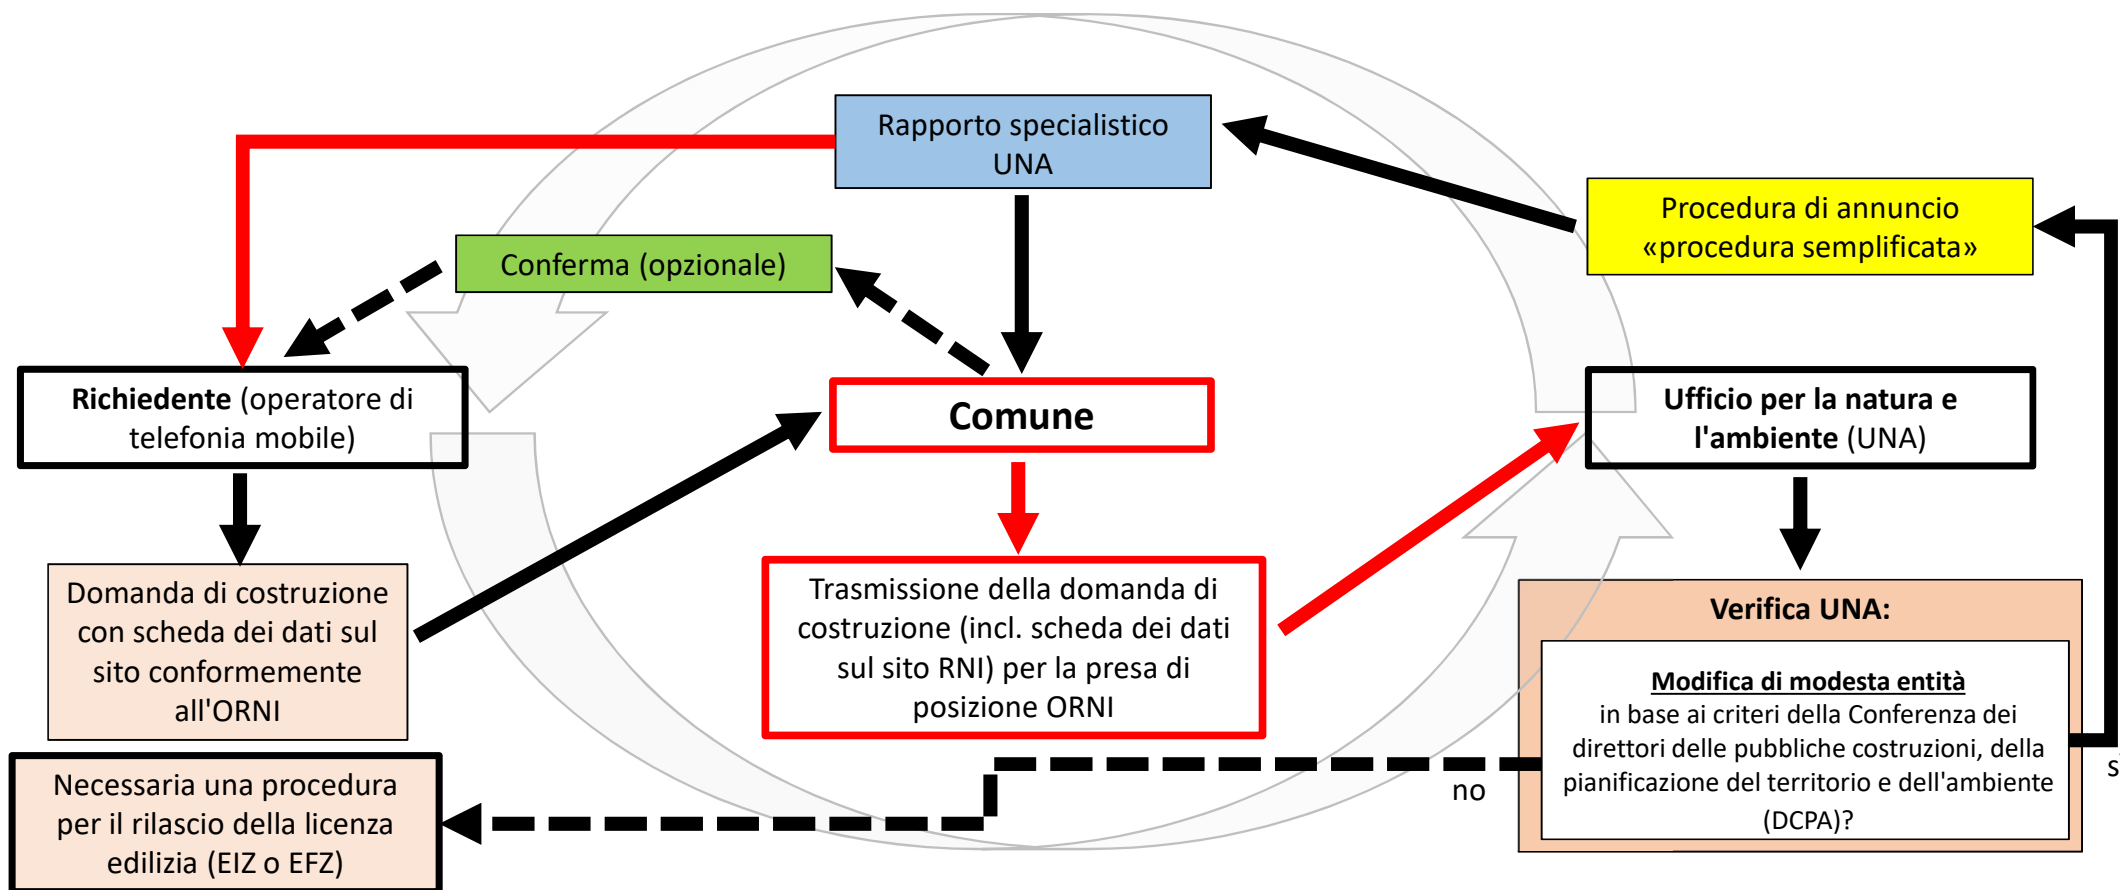 Rapporto specialistico
UNA
Procedura di annuncio
«procedura semplificata»
Conferma (opzionale)
Richiedente (operatore di
telefonia mobile)
Comune
Ufficio per la natura e
l'ambiente (UNA)
Domanda di costruzione
con scheda dei dati sul
sito conformemente
all'ORNI
Trasmissione della domanda di
costruzione (incl. scheda dei dati
sul sito RNI) per la presa di
posizione ORNI
Verifica UNA:
Modifica di modesta entità
in base ai criteri della Conferenza dei
direttori delle pubbliche costruzioni, della
pianificazione del territorio e dell'ambiente
(DCPA)?
no
Necessaria una procedura
per il rilascio della licenza
edilizia (EIZ o EFZ)